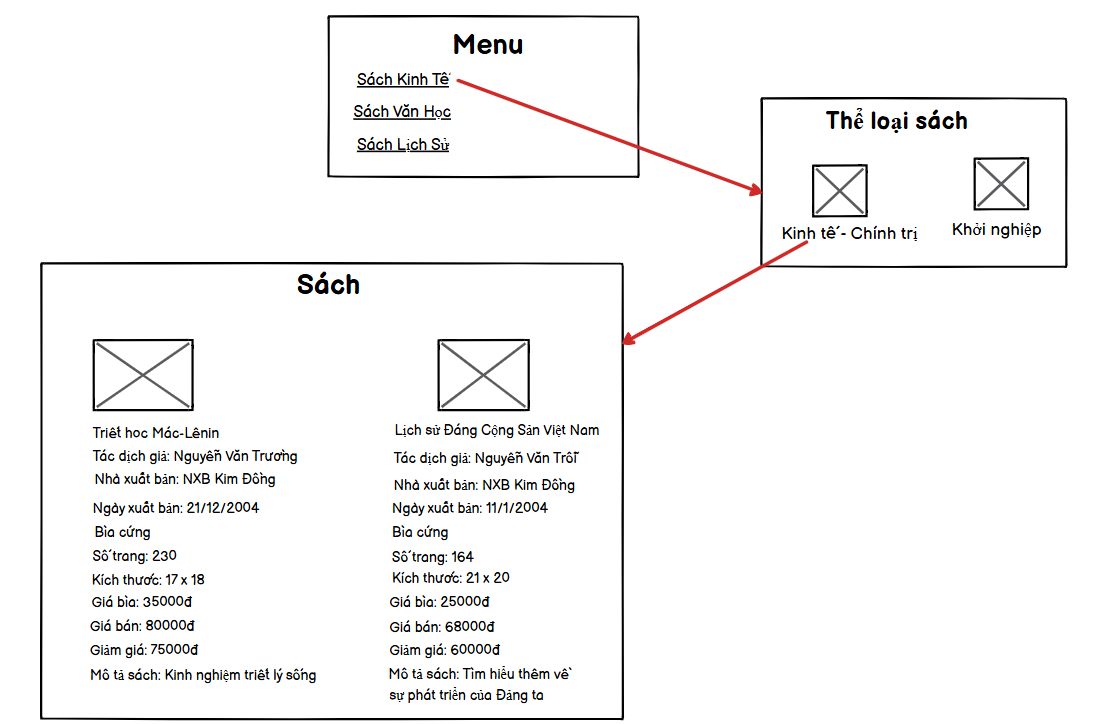 Menu
Sách Kinh Tế
Sách Văn Học
Sách Lịch Sử
Thể loại sách
Kinh tế - Chính trị
Khởi nghiệp
Sách
Triết hoc Mác-Lênin
Tác dịch giả: Nguyễn Văn Trương
Nhà xuất bản: NXB Kim Đồng
Ngày xuất bản: 21/12/2004
Bìa cứng
Số trang: 230
Kích thước: 17 x 18
Giá bìa: 35000đ
Giá bán: 80000đ
Giảm giá: 75000đ
Mô tả sách: Kinh nghiệm triết lý sống
Lịch sử Đảng Cộng Sản Việt Nam
Tác dịch giả: Nguyễn Văn Trỗi
Nhà xuất bản: NXB Kim Đồng
Ngày xuất bản: 11/1/2004
Bìa cứng
Số trang: 164
Kích thước: 21 x 20
Giá bìa: 25000đ
Giá bán: 68000đ
Giảm giá: 60000đ
Mô tả sách: Tìm hiểu thêm về
sự phát triển của Đảng ta